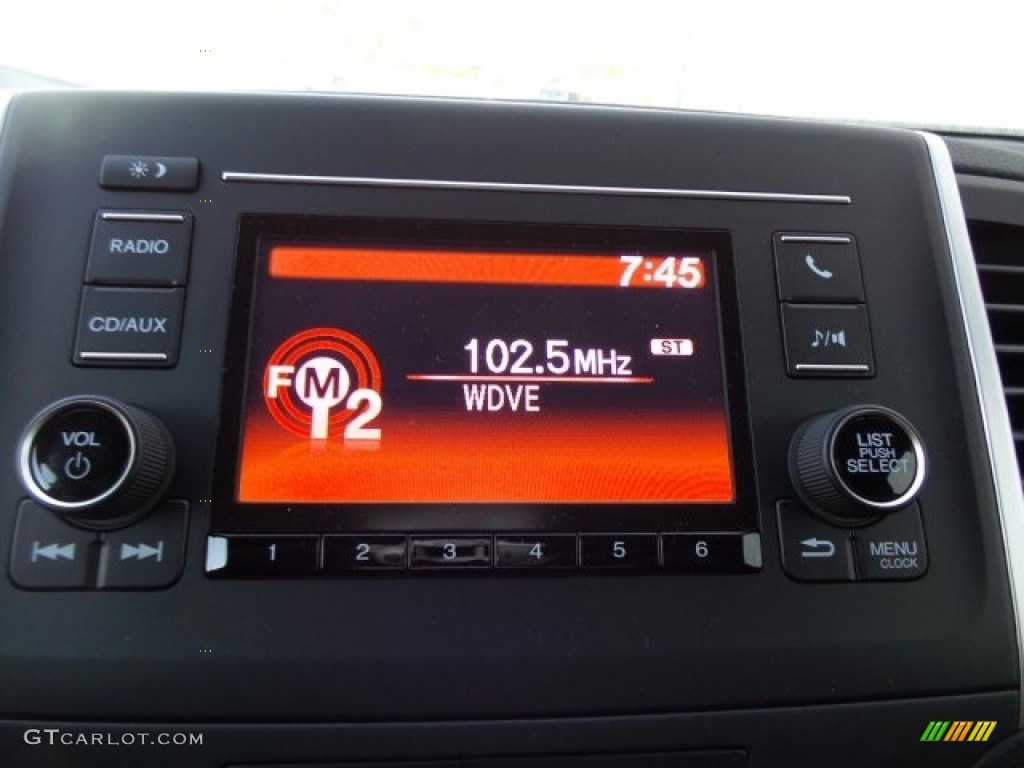 RADIO
CD/AUX
VOL
7:45
FM 2
102.5MHz
ST
WDVE
LIST
PUSH
SELECT
1 2 3 4 5 6
MENU
CLOCK
GTCARLOT.COM